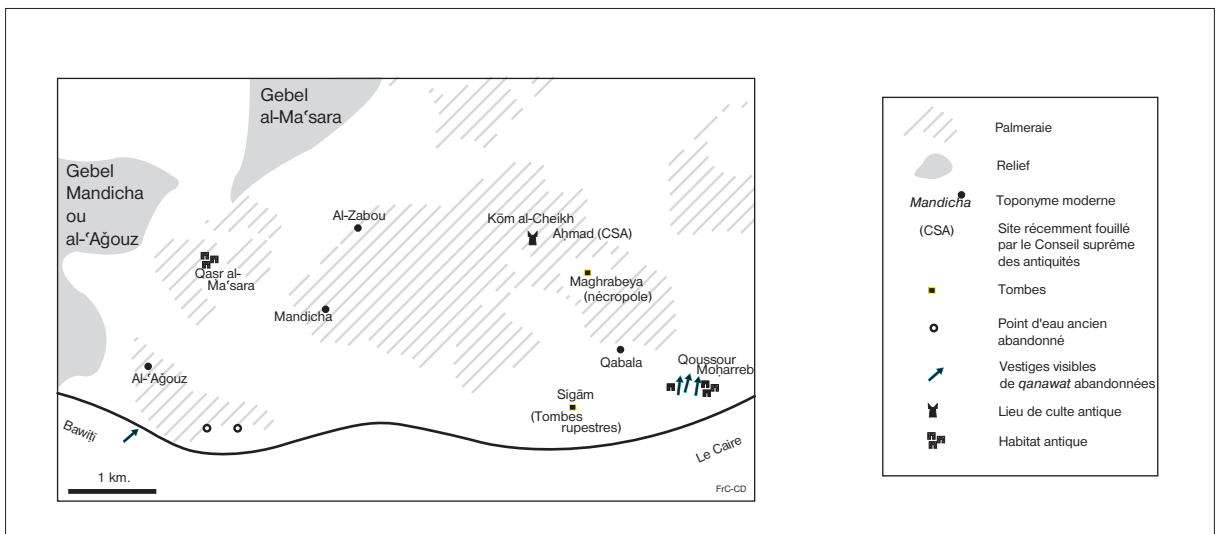 Gebel
al-Maʿsara
Gebel
Mandicha
ou
al-ʿAǧouz
Al-Zabou
Kōm al-Cheikh
Aḥmad (CSA)
Qasr al-
Maʿsara
Maghrabeya
(nécropole)
Mandicha
Qabala
Qoussour
Moḥarreb
Al-ʿAǧouz
Sigām
(Tombes
rupestres)
Bawiṭi
Le Caire
1 km.
FrC-CD
Palmeraie
Relief
Mandicha
Toponyme moderne
(CSA)
Site récemment fouillé
par le Conseil suprême
des antiquités
Tombes
Point d'eau ancien
abandonné
Vestiges visibles
de qanawat abandonnées
Lieu de culte antique
Habitat antique